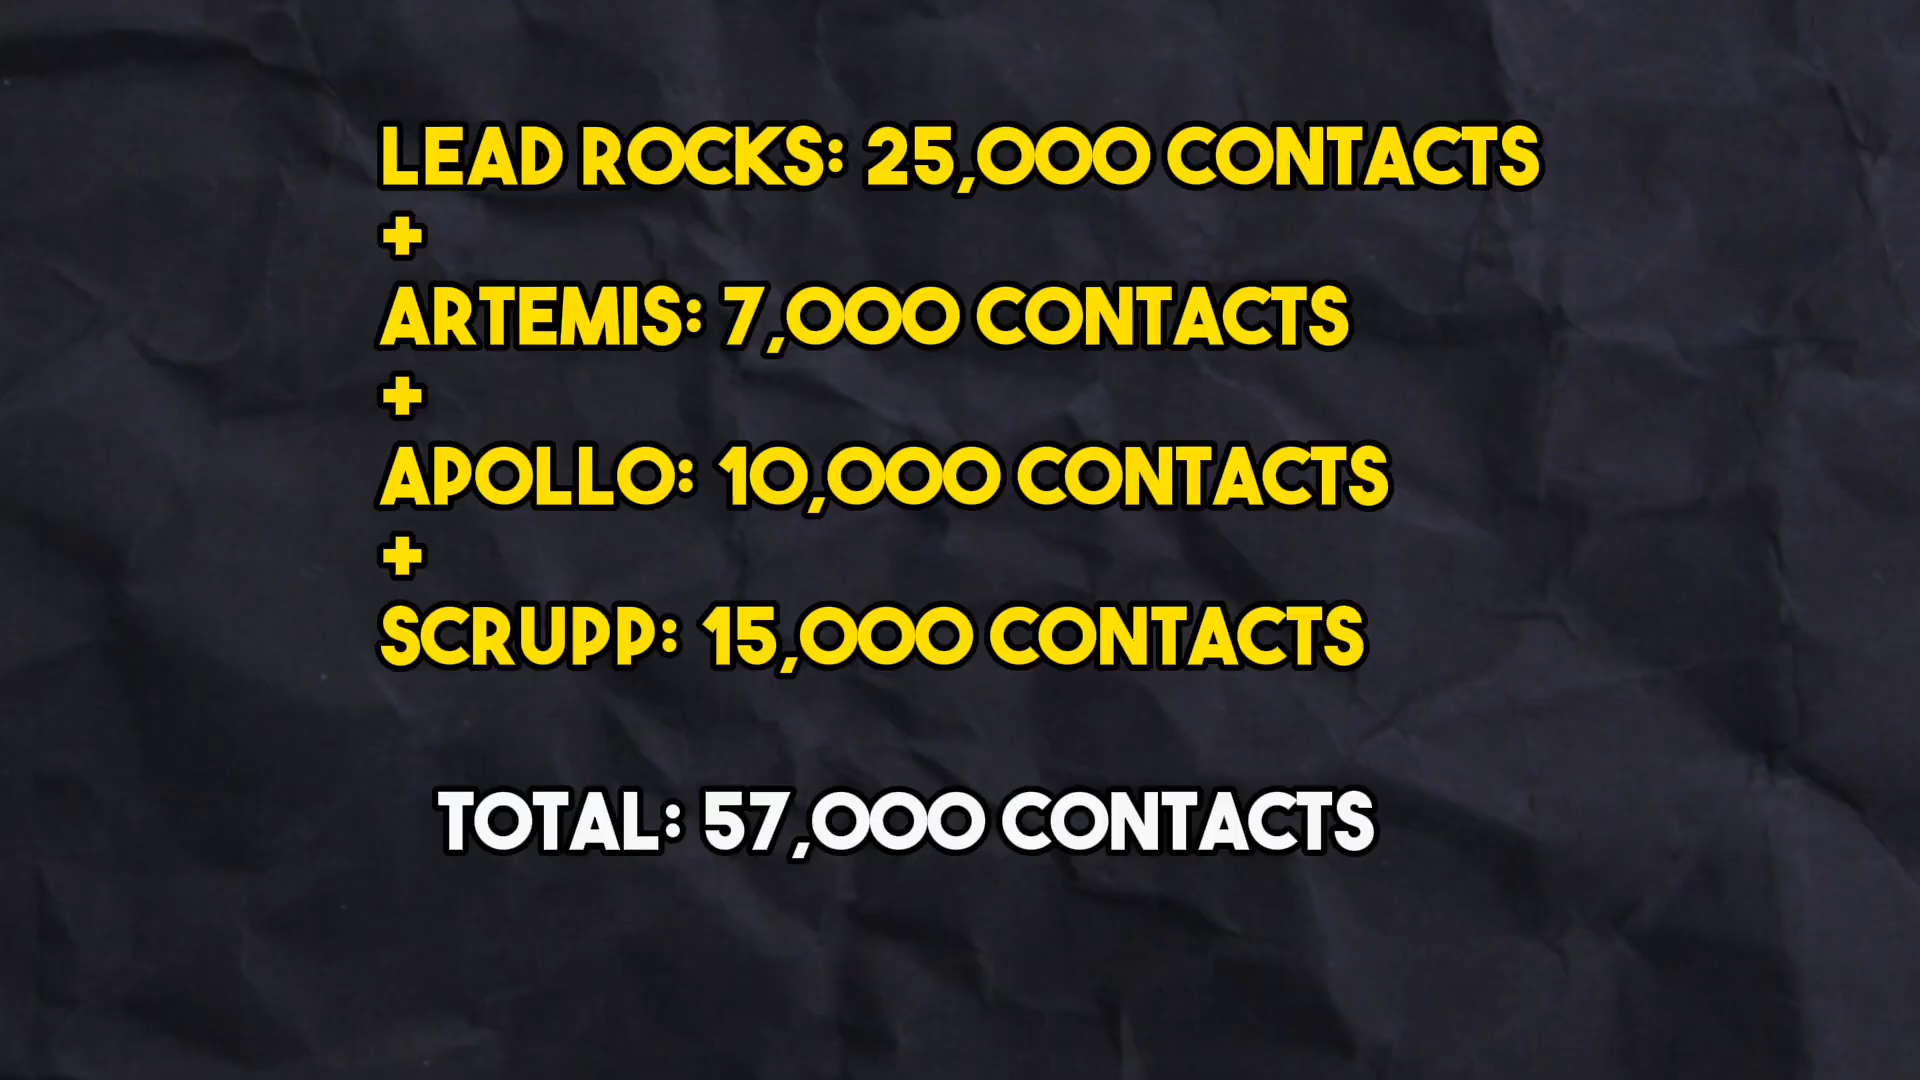 LEAD ROCKS: 25,000 CONTACTS
+
ARTEMIS: 7,000 CONTACTS
+
APOLLO: 10,000 CONTACTS
+
SCRUPP: 15,000 CONTACTS
TOTAL: 57,000 CONTACTS